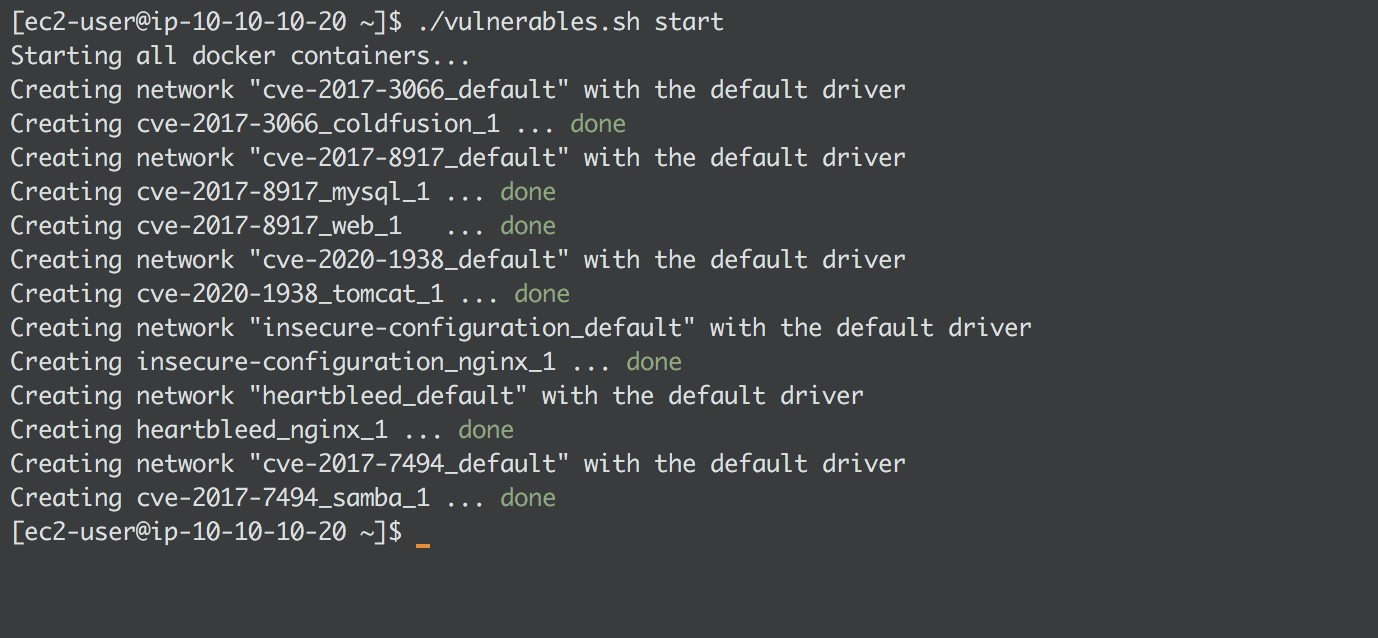 [ec2-user@ip-10-10-10-20 ~]$ ./vulnerables.sh start
Starting all docker containers...
Creating network "cve-2017-3066_default" with the default driver
Creating cve-2017-3066_coldfusion_1 ... done
Creating network "cve-2017-8917_default" with the default driver
Creating cve-2017-8917_mysql_1 ... done
Creating cve-2017-8917_web_1   ... done
Creating network "cve-2020-1938_default" with the default driver
Creating cve-2020-1938_tomcat_1 ... done
Creating network "insecure-configuration_default" with the default driver
Creating insecure-configuration_nginx_1 ... done
Creating network "heartbleed_default" with the default driver
Creating heartbleed_nginx_1 ... done
Creating network "cve-2017-7494_default" with the default driver
Creating cve-2017-7494_samba_1 ... done
[ec2-user@ip-10-10-10-20 ~]$